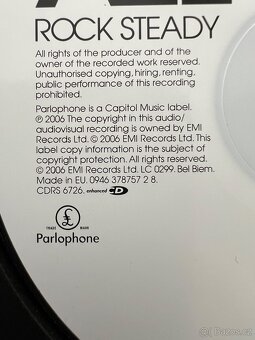 ROCK STEADY
All rights of the producer and of the
owner of the recorded work reserved.
Unauthorised copying, hiring, renting,
public performance of this recording
prohibited.
Parlophone is a Capitol Music label.
℗ 2006 The copyright in this audio/
audiovisual recording is owned by EMI
Records Ltd. © 2006 EMI Records Ltd. This
label copy information is the subject of
copyright protection. All rights reserved.
© 2006 EMI Records Ltd. LC 0299. Bel Biem.
Made in EU. 0946 378757 2 8.
CDRS 6726. enhanced CD
£
TRADE MARK
Parlophone
Bazoš.cz